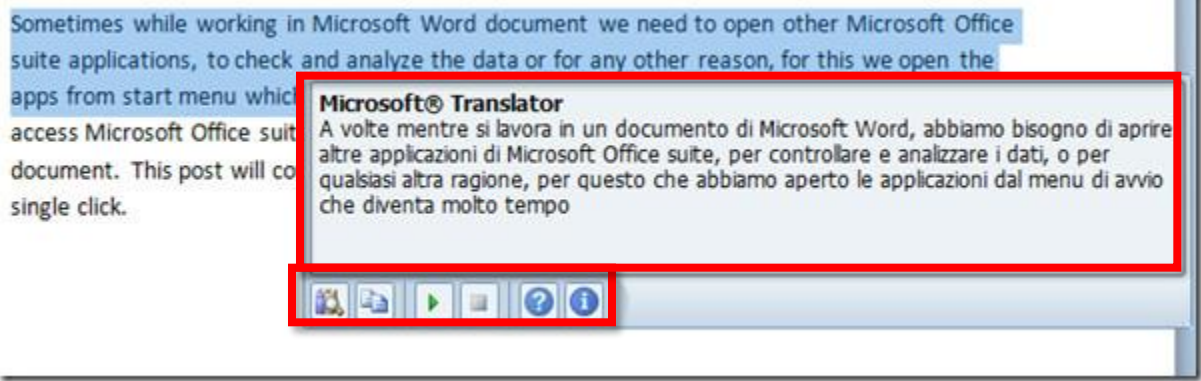 Sometimes while working in Microsoft Word document we need to open other Microsoft Office
suite applications, to check and analyze the data or for any other reason, for this we open the
apps from start menu which
access Microsoft Office suit
document. This post will co
single click.
Microsoft® Translator
A volte mentre si lavora in un documento di Microsoft Word, abbiamo bisogno di aprire
altre applicazioni di Microsoft Office suite, per controllare e analizzare i dati, o per
qualsiasi altra ragione, per questo che abbiamo aperto le applicazioni dal menu di avvio
che diventa molto tempo